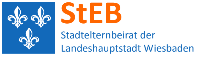 StEB
Stadtelternbeirat der
Landeshauptstadt Wiesbaden